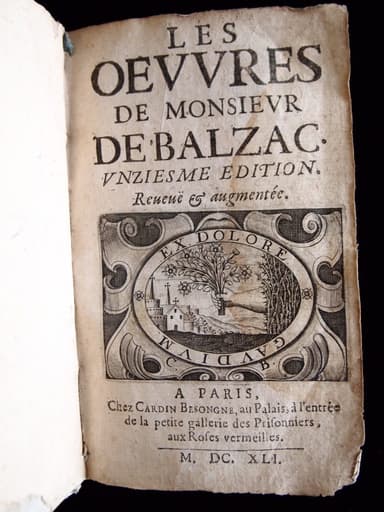 LES
OEVVRES
DE MONSIEVR
DE BALZAC.
VNZIESME EDITION.
Reueuë & augmentée.
EX DOLORE
GAVDIVM
C. B.
A PARIS,
Chez CARDIN BESONGNE, au Palais, à l'entrée
de la petite gallerie des Prisonniers,
aux Roses vermeilles.
M. DC. XLI.